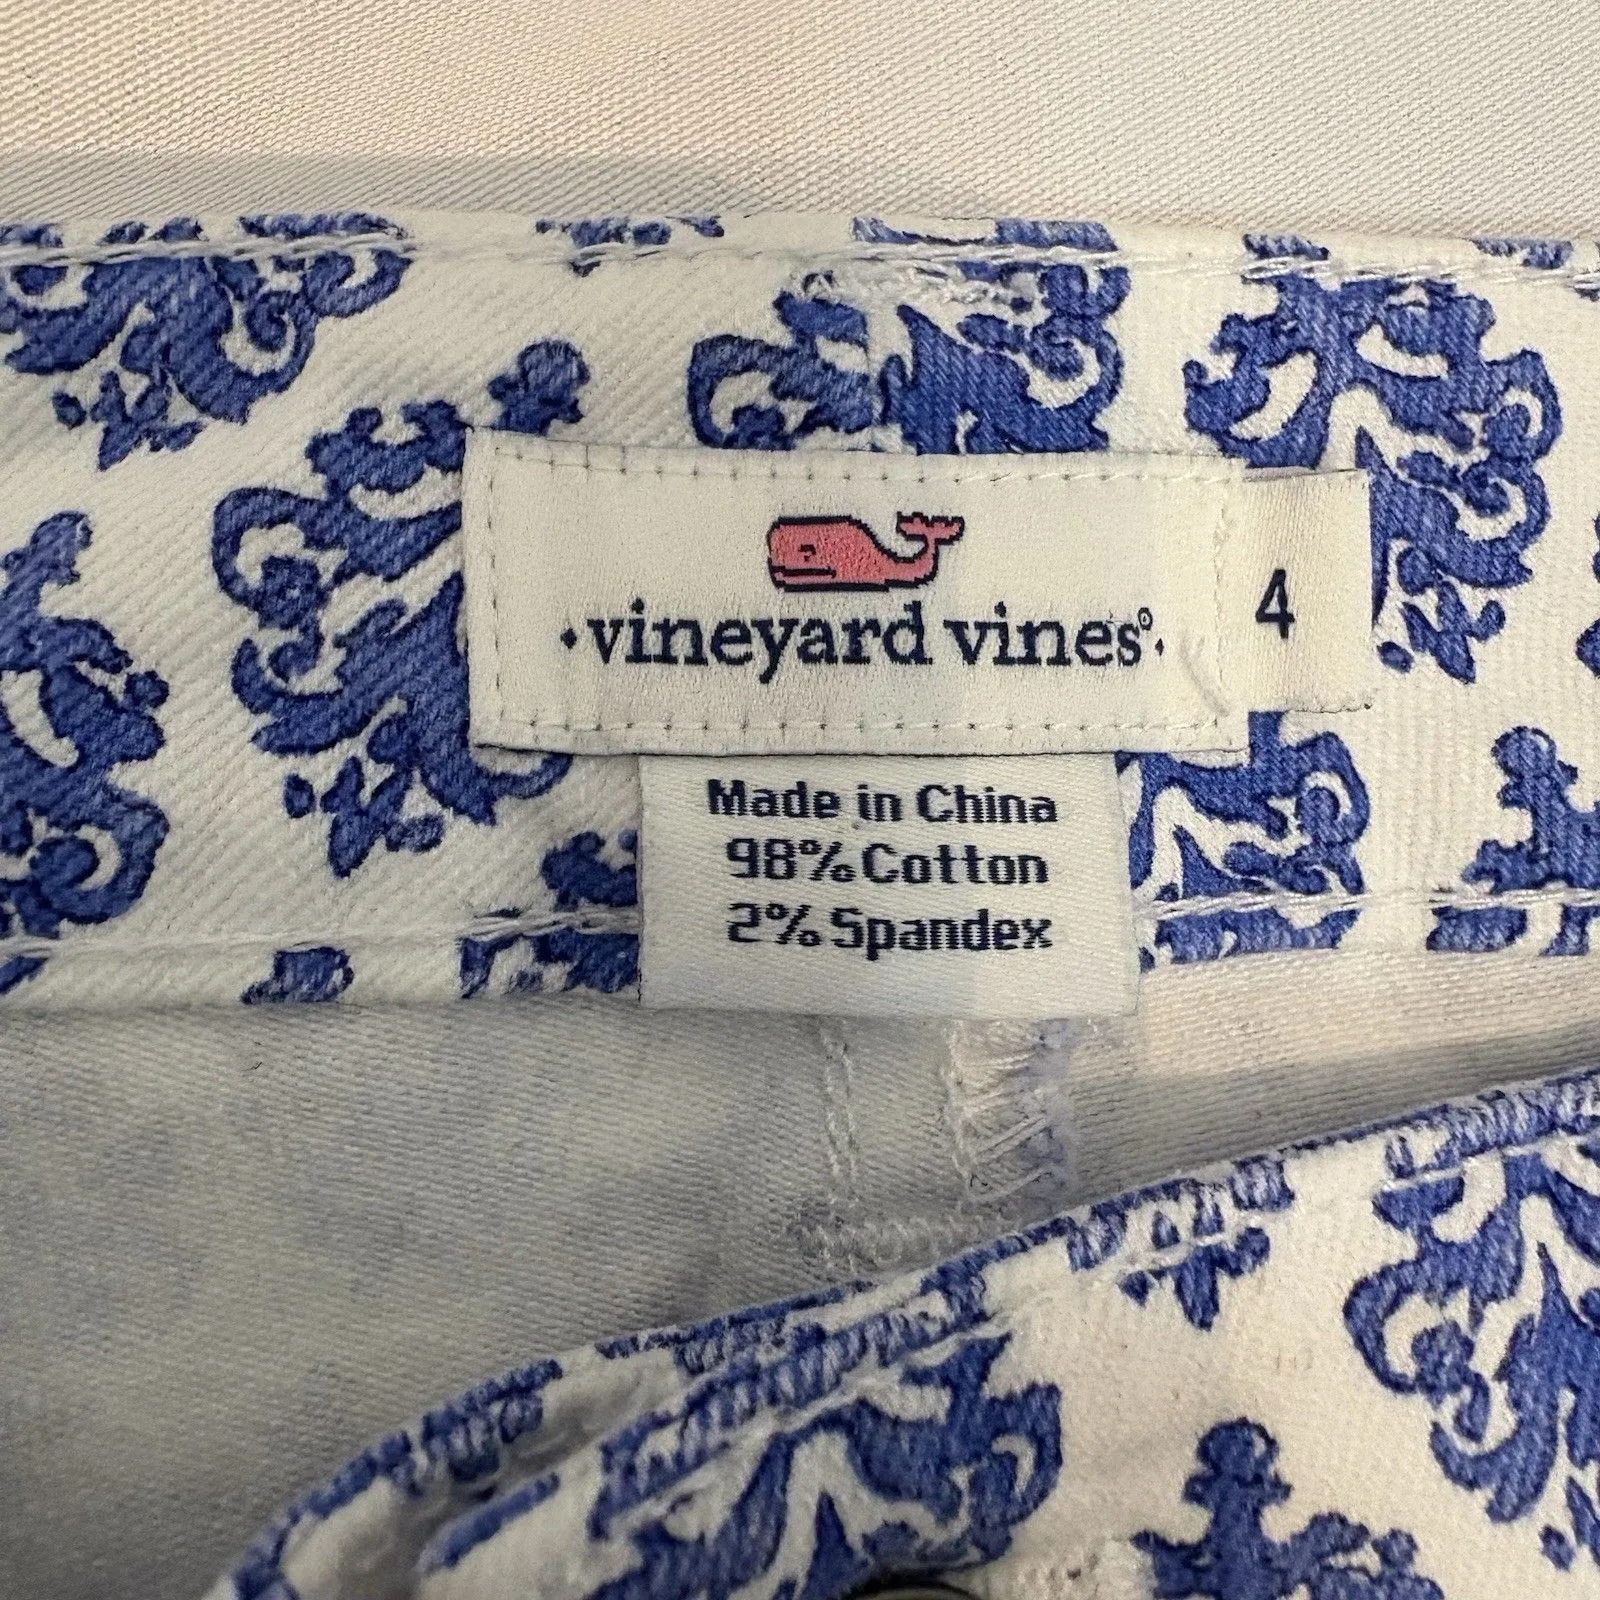 vineyard vines®
4
Made in China
98% Cotton
2% Spandex